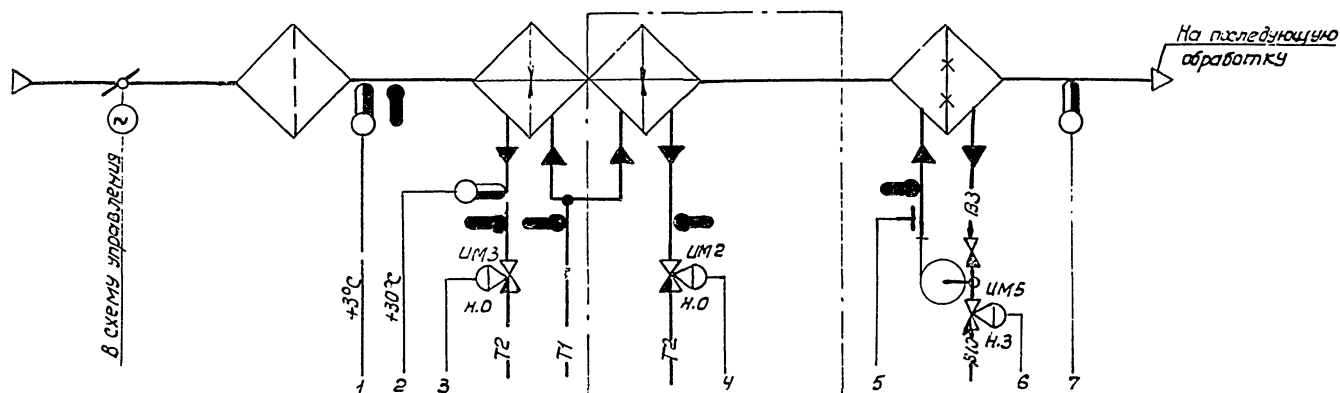 На последующую
обработку
В схему управления
+3°С
+30°С
ИМ3
Н.О
ИМ2
Н.О
ИМ5
Н.З
Т2
Т1
Т2
В3
1
2
3
4
5
6
7